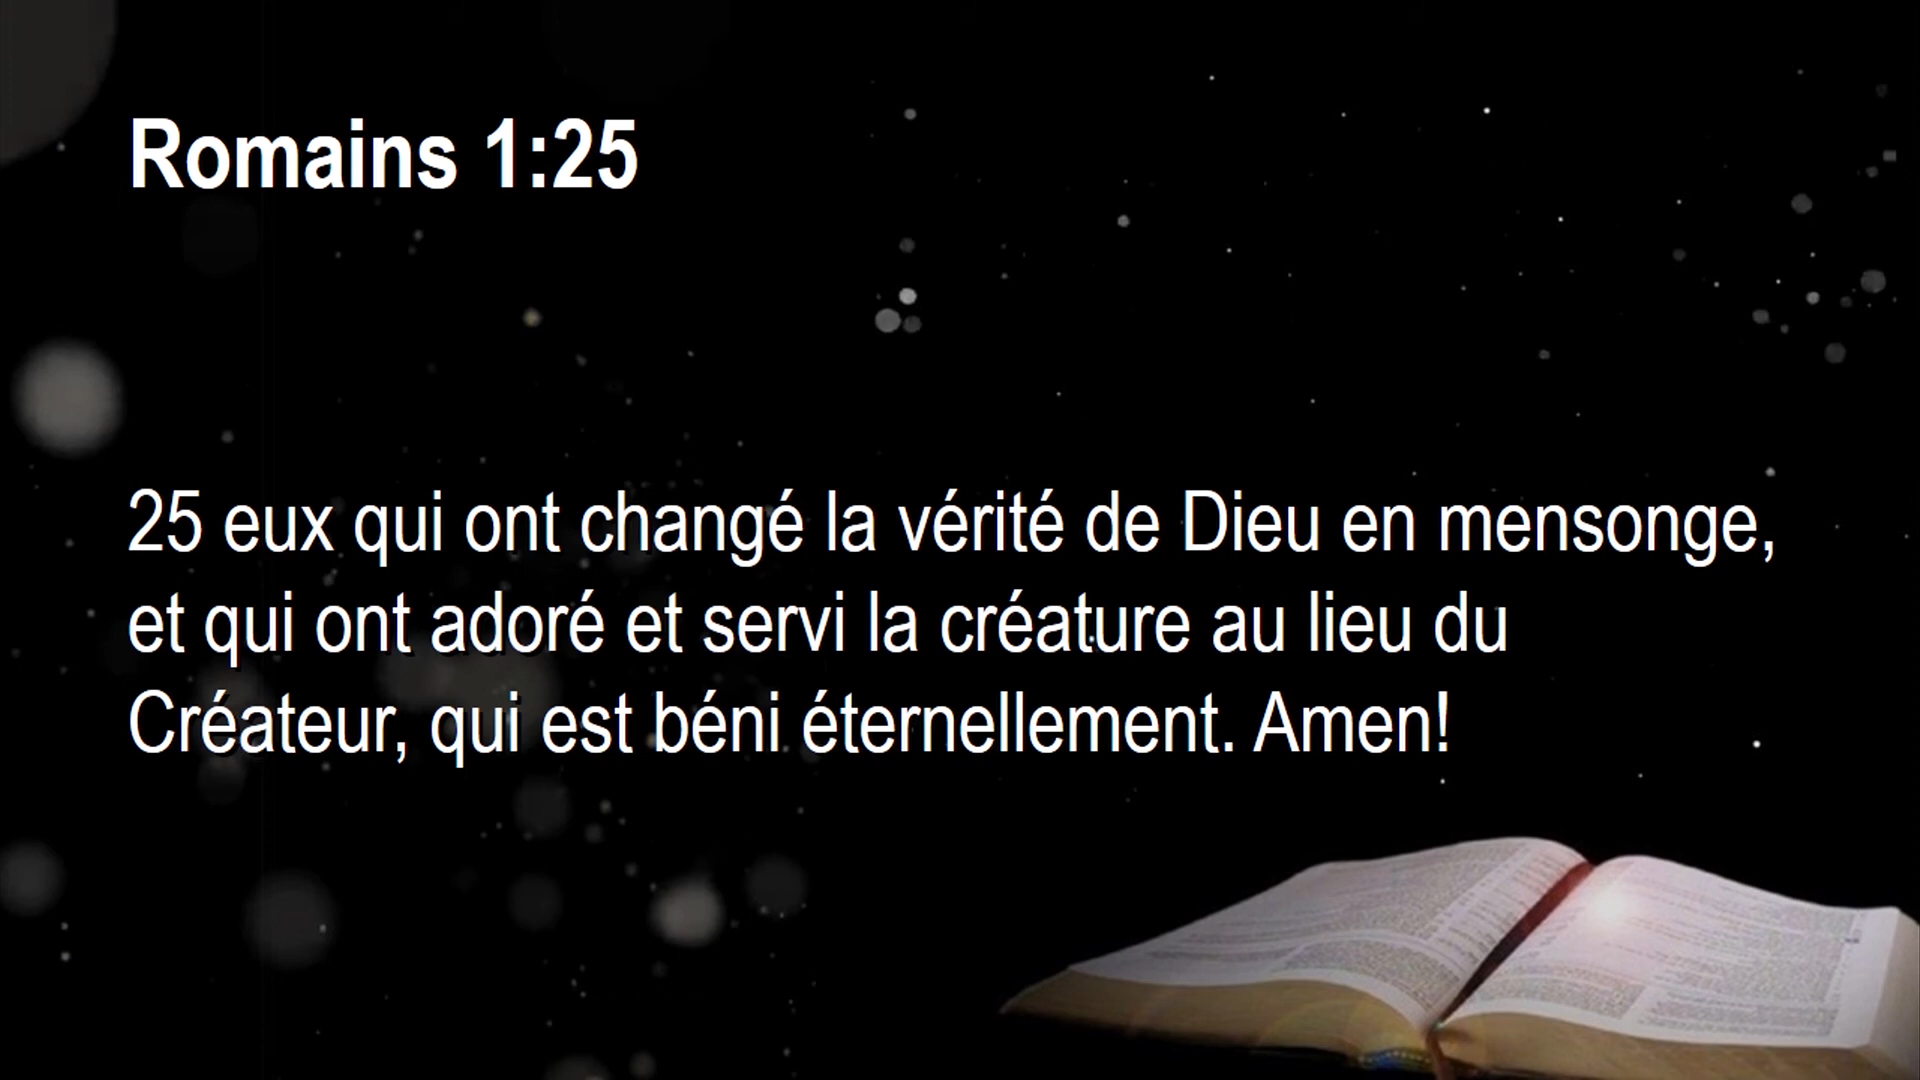 Romains 1:25
25 eux qui ont changé la vérité de Dieu en mensonge,
et qui ont adoré et servi la créature au lieu du
Créateur, qui est béni éternellement. Amen!